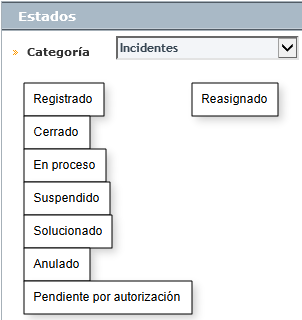 Estados
» Categoría Incidentes
Registrado Reasignado
Cerrado
En proceso
Suspendido
Solucionado
Anulado
Pendiente por autorización